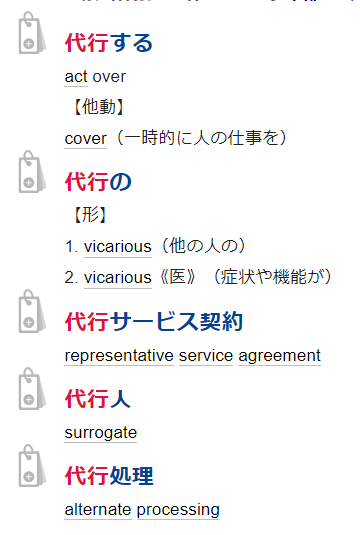 代行する
act over
【他動】
cover（一時的に人の仕事を）
代行の
【形】
1. vicarious（他の人の）
2. vicarious《医》（症状や機能が）
代行サービス契約
representative service agreement
代行人
surrogate
代行処理
alternate processing